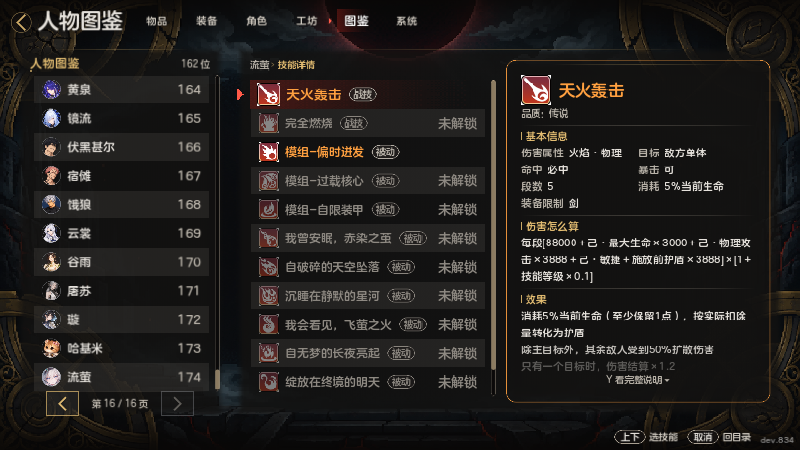 人物图鉴 物品 装备 角色 工坊 图鉴 系统
人物图鉴 162 位
黄泉 164
镜流 165
伏黑甚尔 166
宿傩 167
饿狼 168
云裳 169
谷雨 170
屠苏 171
璇 172
哈基米 173
流萤 174
第 16 / 16 页
流萤 › 技能详情
天火轰击 战技
完全燃烧 战技 未解锁
模组-偏时迸发 被动
模组-过载核心 被动 未解锁
模组-自限装甲 被动 未解锁
我曾安眠，赤染之茧 被动 未解锁
自破碎的天空坠落 被动 未解锁
沉睡在静默的星河 被动 未解锁
我会看见，飞萤之火 被动 未解锁
自无梦的长夜亮起 被动 未解锁
绽放在终境的明天 被动 未解锁
天火轰击
品质：传说
基本信息
伤害属性 火焰 · 物理 目标 敌方单体
命中 必中 暴击 可
段数 5 消耗 5%当前生命
装备限制 剑
伤害怎么算
每段[88000 + 己 · 最大生命×3000 + 己 · 物理攻
击×3888 + 己 · 敏捷 + 施放前护盾×3888]×[1 +
技能等级×0.1]
效果
消耗5%当前生命（至少保留1点），按实际扣除
量转化为护盾
除主目标外，其余敌人受到50%扩散伤害
只有一个目标时，伤害结算×1.2
Y 看完整说明
上下 选技能 取消 回目录 dev.834